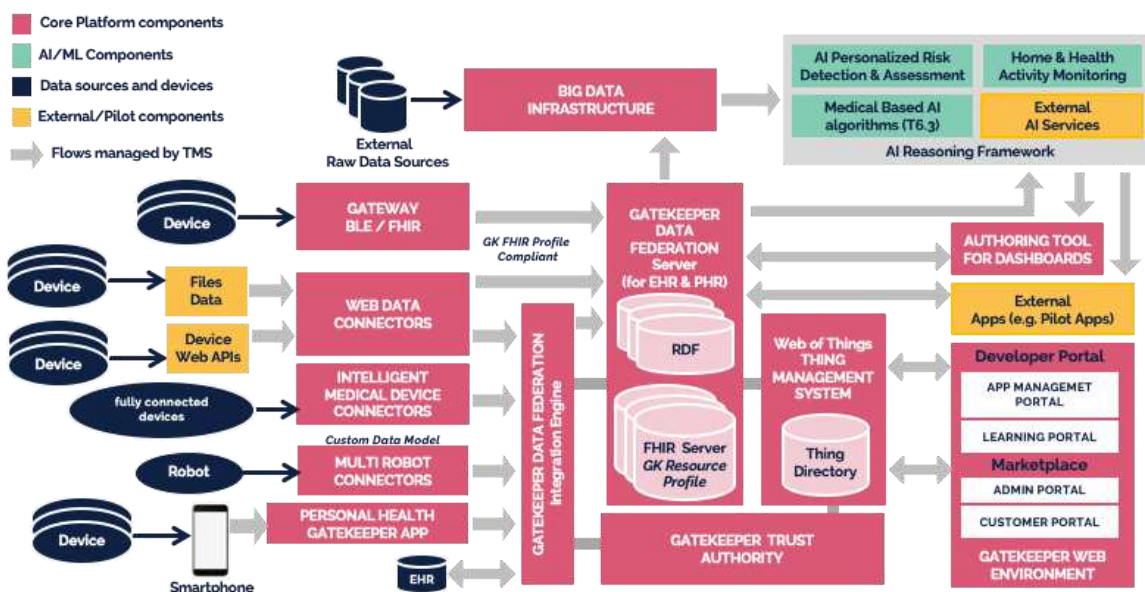 Core Platform components
AI/ML Components
Data sources and devices
External/Pilot components
Flows managed by TMS
External
Raw Data Sources
BIG DATA
INFRASTRUCTURE
AI Personalized Risk
Detection & Assessment
Home & Health
Activity Monitoring
Medical Based AI
algorithms (T6.3)
External
AI Services
AI Reasoning Framework
Device
GATEWAY
BLE / FHIR
GK FHIR Profile
Compliant
Device
Files
Data
Device
Device
Web APIs
WEB DATA
CONNECTORS
fully connected
devices
INTELLIGENT
MEDICAL DEVICE
CONNECTORS
Custom Data Model
Robot
MULTI ROBOT
CONNECTORS
Device
Smartphone
PERSONAL HEALTH
GATEKEEPER APP
EHR
GATEKEEPER DATA FEDERATION
Integration Engine
GATEKEEPER
DATA
FEDERATION
Server
(for EHR & PHR)
RDF
FHIR Server
GK Resource
Profile
Web of Things
THING
MANAGEMENT
SYSTEM
Thing
Directory
GATEKEEPER TRUST
AUTHORITY
AUTHORING TOOL
FOR DASHBOARDS
External
Apps (e.g. Pilot Apps)
Developer Portal
APP MANAGEMET
PORTAL
LEARNING PORTAL
Marketplace
ADMIN PORTAL
CUSTOMER PORTAL
GATEKEEPER WEB
ENVIRONMENT